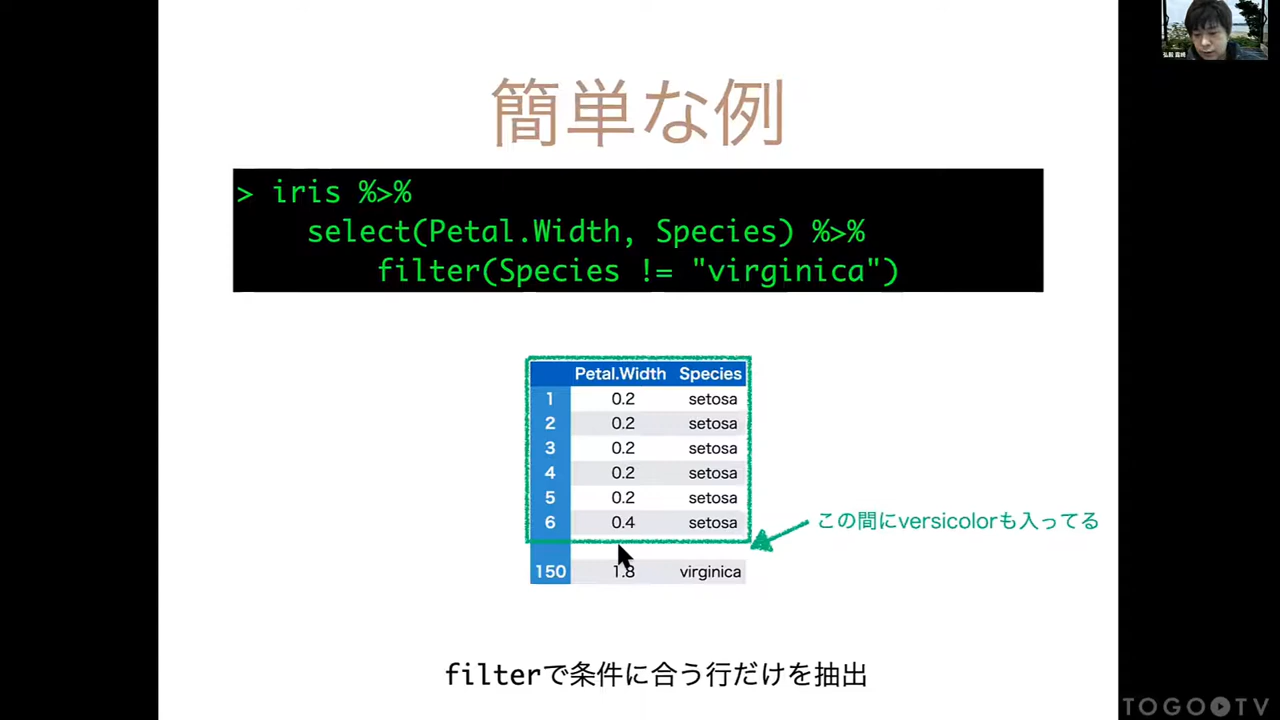 簡単な例
> iris %>%
select(Petal.Width, Species) %>%
filter(Species != "virginica")
Petal.Width Species
1 0.2 setosa
2 0.2 setosa
3 0.2 setosa
4 0.2 setosa
5 0.2 setosa
6 0.4 setosa
この間にversicolorも入ってる
150 1.8 virginica
filterで条件に合う行だけを抽出
TOGO TV